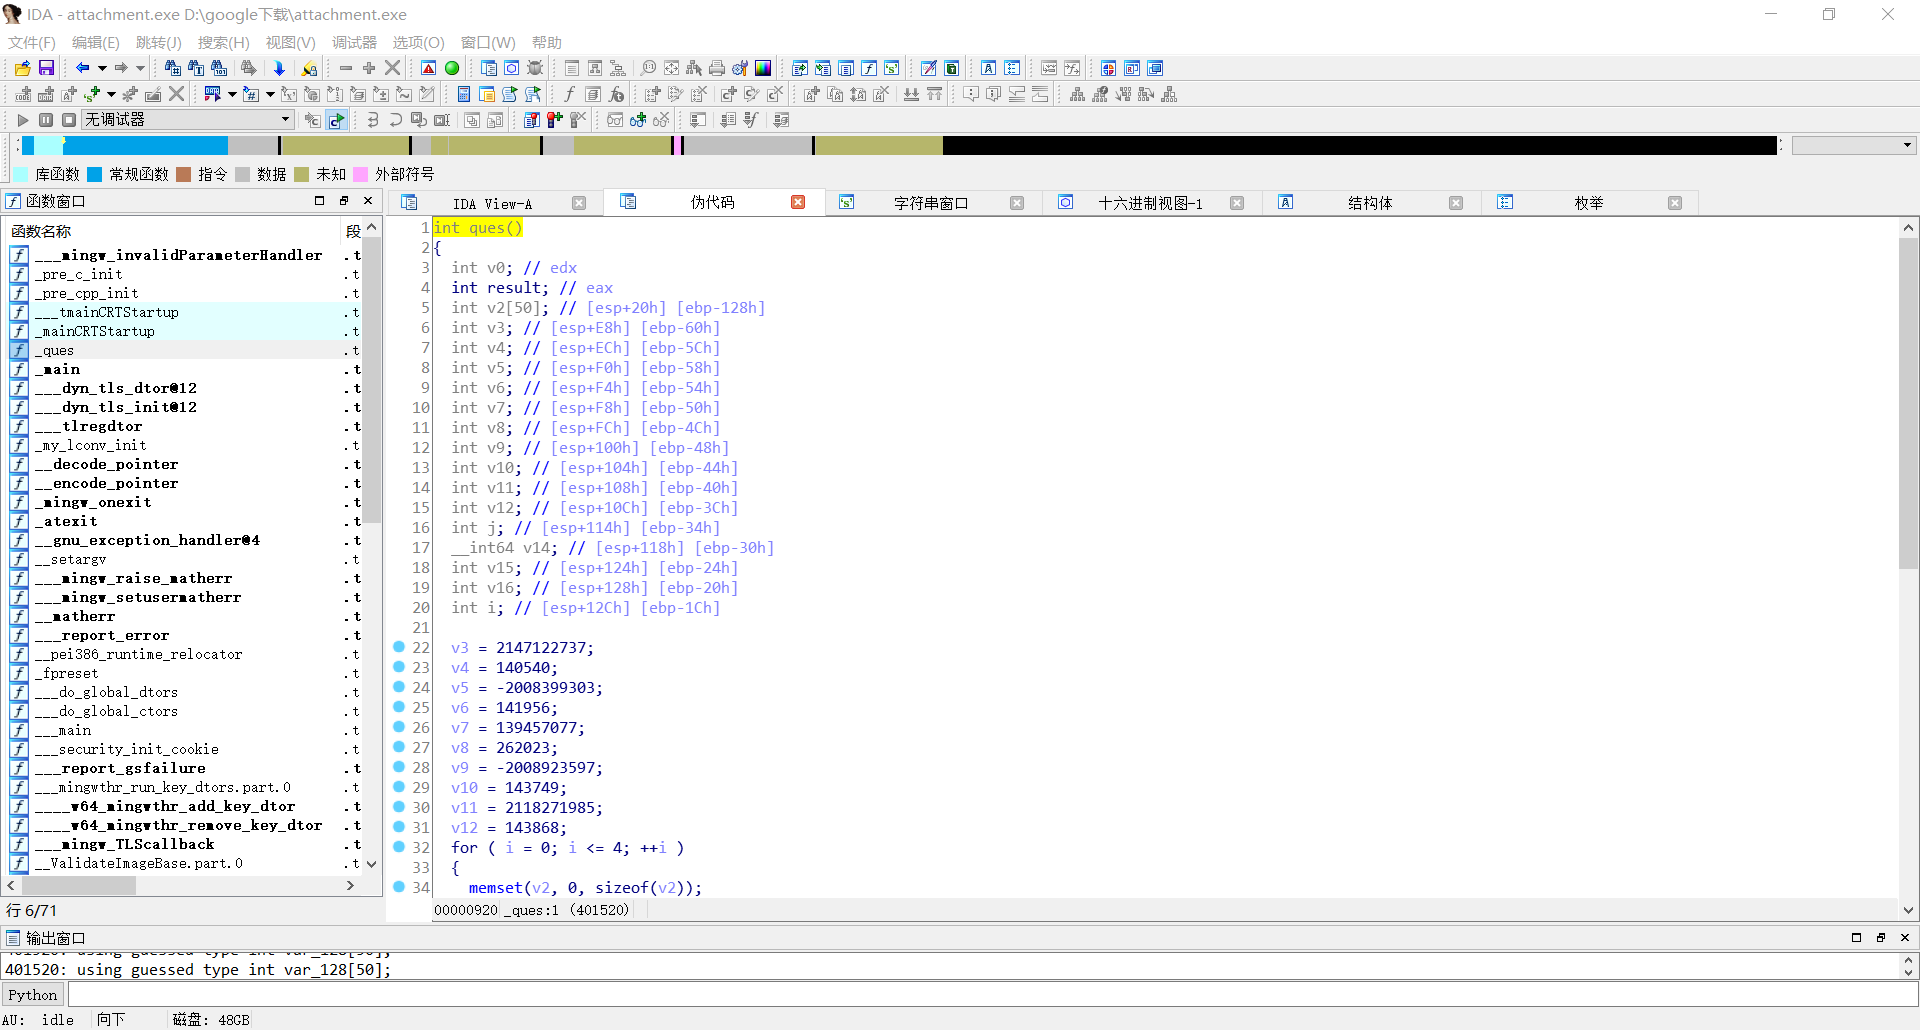 IDA - attachment.exe D:\google下载\attachment.exe
文件(F) 编辑(E) 跳转(J) 搜索(H) 视图(V) 调试器 选项(O) 窗口(W) 帮助
无调试器
库函数 常规函数 指令 数据 未知 外部符号
函数窗口
IDA View-A 伪代码 字符串窗口 十六进制视图-1 结构体 枚举
函数名称 段
___mingw_invalidParameterHandler .t
_pre_c_init .t
_pre_cpp_init .t
___tmainCRTStartup .t
_mainCRTStartup .t
_ques .t
_main .t
___dyn_tls_dtor@12 .t
___dyn_tls_init@12 .t
___tlregdtor .t
_my_lconv_init .t
__decode_pointer .t
__encode_pointer .t
_mingw_onexit .t
_atexit .t
__gnu_exception_handler@4 .t
__setargv .t
___mingw_raise_matherr .t
___mingw_setusermatherr .t
__matherr .t
___report_error .t
__pei386_runtime_relocator .t
_fpreset .t
___do_global_dtors .t
___do_global_ctors .t
___main .t
___security_init_cookie .t
___report_gsfailure .t
___mingwthr_run_key_dtors.part.0 .t
____w64_mingwthr_add_key_dtor .t
____w64_mingwthr_remove_key_dtor .t
___mingw_TLScallback .t
__ValidateImageBase.part.0 .t
行 6/71
1 int ques()
2 {
3 int v0; // edx
4 int result; // eax
5 int v2[50]; // [esp+20h] [ebp-128h]
6 int v3; // [esp+E8h] [ebp-60h]
7 int v4; // [esp+ECh] [ebp-5Ch]
8 int v5; // [esp+F0h] [ebp-58h]
9 int v6; // [esp+F4h] [ebp-54h]
10 int v7; // [esp+F8h] [ebp-50h]
11 int v8; // [esp+FCh] [ebp-4Ch]
12 int v9; // [esp+100h] [ebp-48h]
13 int v10; // [esp+104h] [ebp-44h]
14 int v11; // [esp+108h] [ebp-40h]
15 int v12; // [esp+10Ch] [ebp-3Ch]
16 int j; // [esp+114h] [ebp-34h]
17 __int64 v14; // [esp+118h] [ebp-30h]
18 int v15; // [esp+124h] [ebp-24h]
19 int v16; // [esp+128h] [ebp-20h]
20 int i; // [esp+12Ch] [ebp-1Ch]
21
22 v3 = 2147122737;
23 v4 = 140540;
24 v5 = -2008399303;
25 v6 = 141956;
26 v7 = 139457077;
27 v8 = 262023;
28 v9 = -2008923597;
29 v10 = 143749;
30 v11 = 2118271985;
31 v12 = 143868;
32 for ( i = 0; i <= 4; ++i )
33 {
34 memset(v2, 0, sizeof(v2));
00000920 _ques:1 (401520)
输出窗口
401520: using guessed type int var_128[50];
401520: using guessed type int var_128[50];
Python
AU: idle 向下 磁盘: 48GB